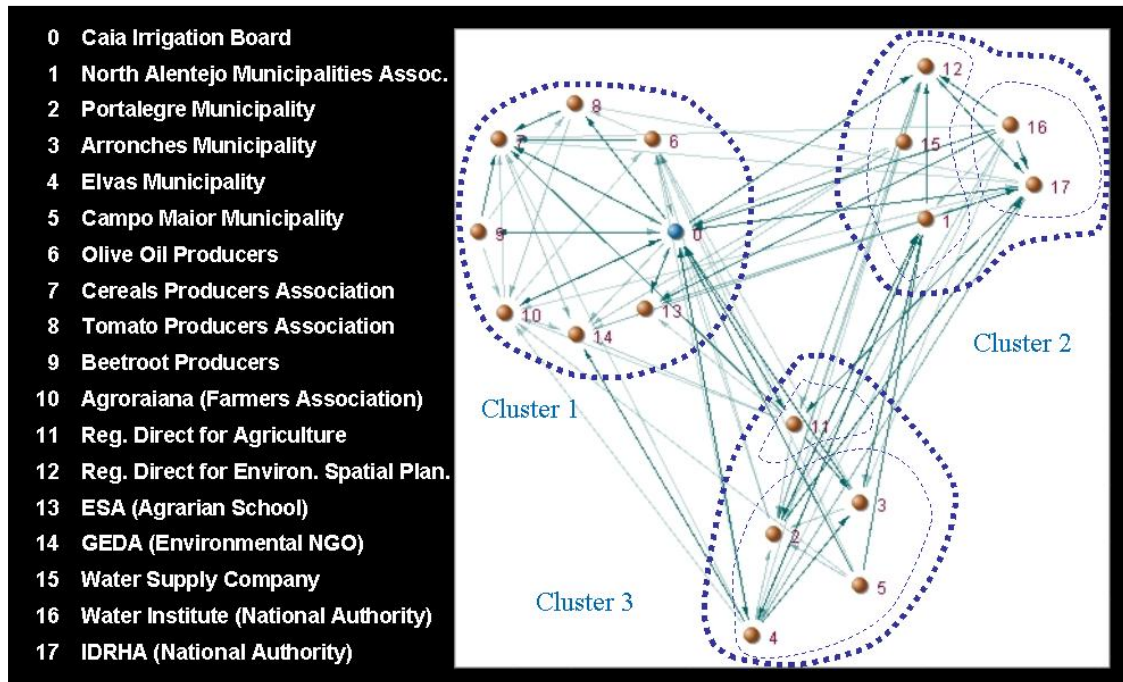 0 Caia Irrigation Board
1 North Alentejo Municipalities Assoc.
2 Portalegre Municipality
3 Arronches Municipality
4 Elvas Municipality
5 Campo Maior Municipality
6 Olive Oil Producers
7 Cereals Producers Association
8 Tomato Producers Association
9 Beetroot Producers
10 Agroraiana (Farmers Association)
11 Reg. Direct for Agriculture
12 Reg. Direct for Environ. Spatial Plan.
13 ESA (Agrarian School)
14 GEDA (Environmental NGO)
15 Water Supply Company
16 Water Institute (National Authority)
17 IDRHA (National Authority)
8
7
6
9
0
10
13
14
Cluster 1
12
16
15
17
1
Cluster 2
11
3
2
5
4
Cluster 3